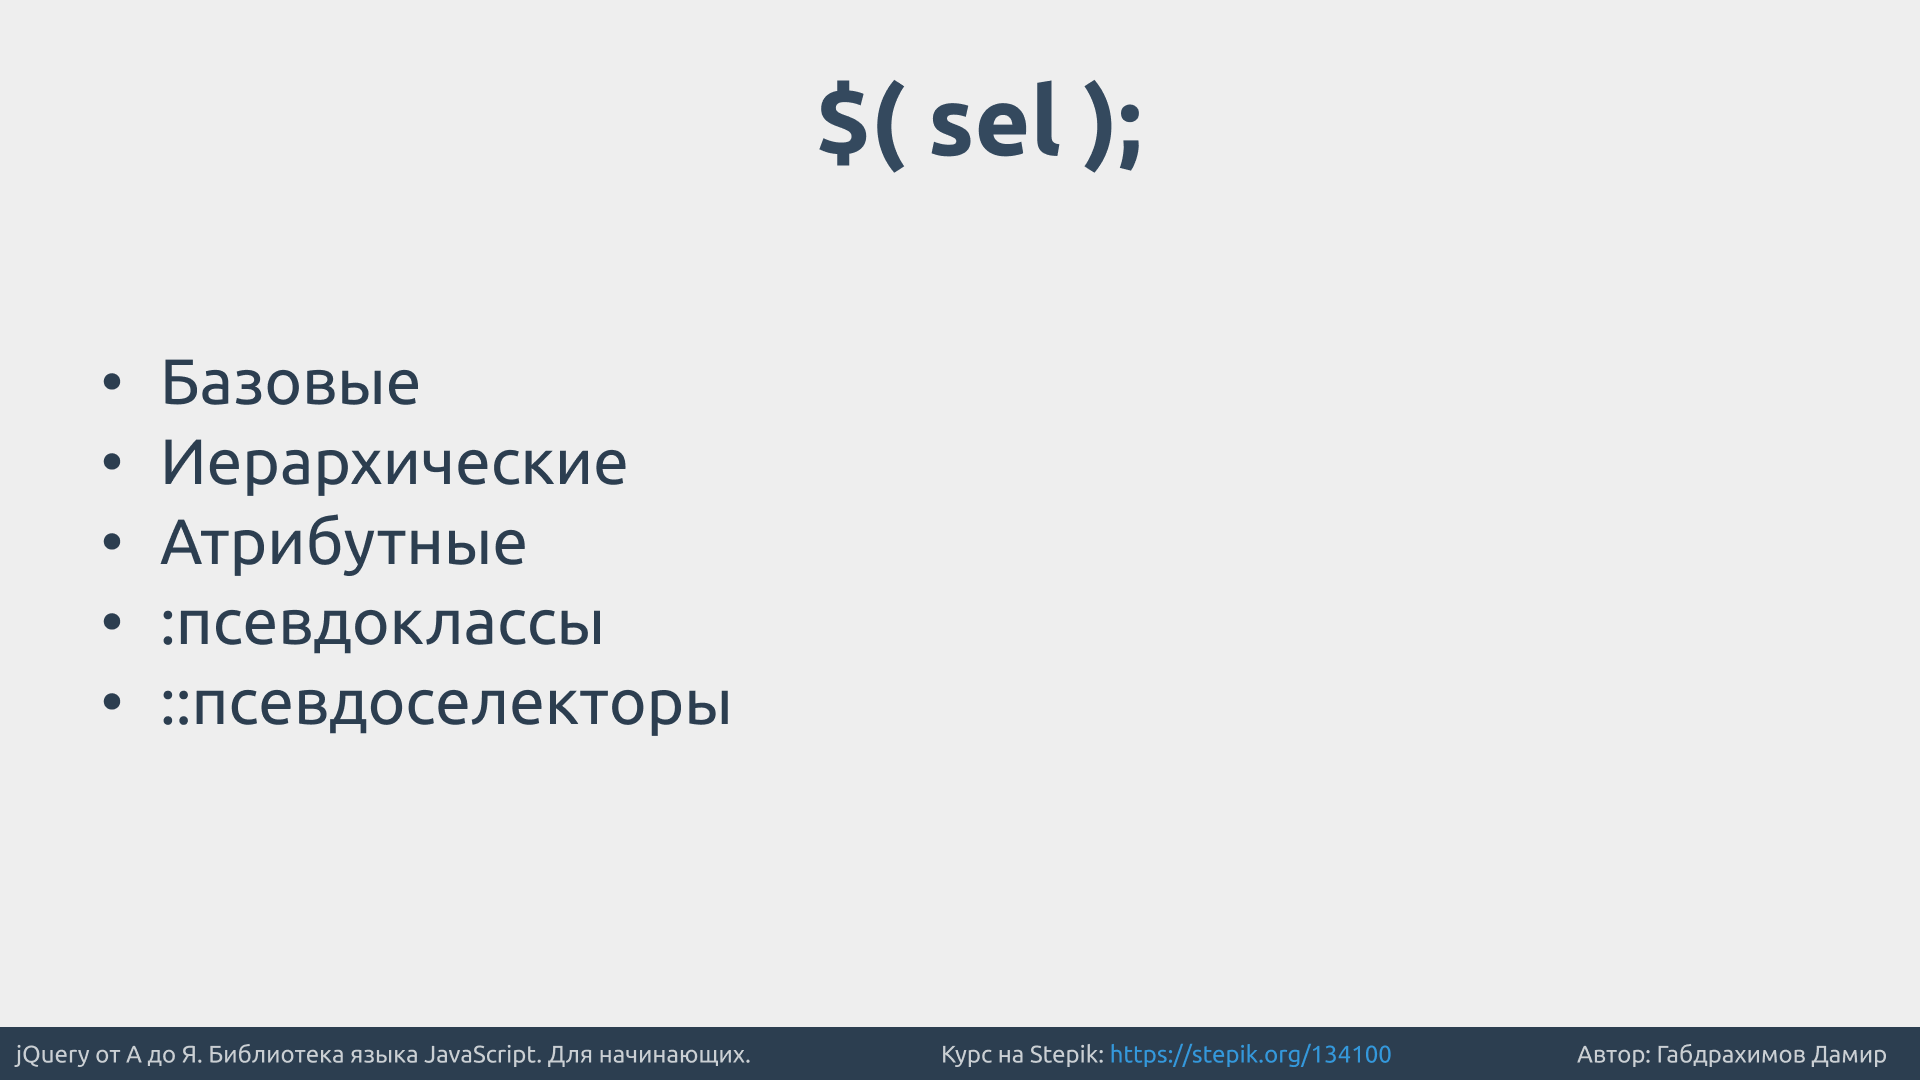 $( sel );
• Базовые
• Иерархические
• Атрибутные
• :псевдоклассы
• ::псевдоселекторы
jQuery от А до Я. Библиотека языка JavaScript. Для начинающих. Курс на Stepik: https://stepik.org/134100 Автор: Габдрахимов Дамир